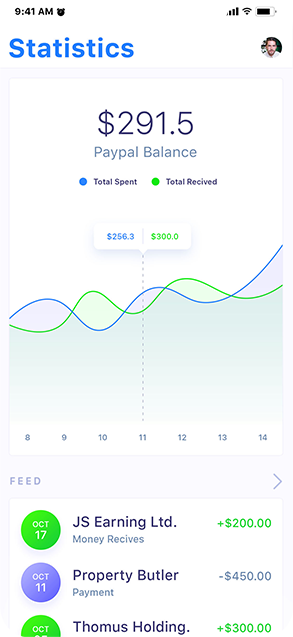 9:41 AM
Statistics
$291.5
Paypal Balance
Total Spent Total Recived
$256.3 $300.0
8 9 10 11 12 13 14
FEED
OCT
17
JS Earning Ltd.
Money Recives
+$200.00
OCT
11
Property Butler
Payment
-$450.00
OCT
Thomus Holding.
+$300.00